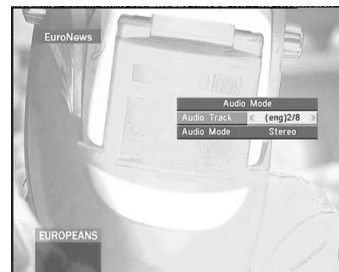 EuroNews
Audio Mode
Audio Track < (eng)2/8 >
Audio Mode Stereo
EUROPEANS